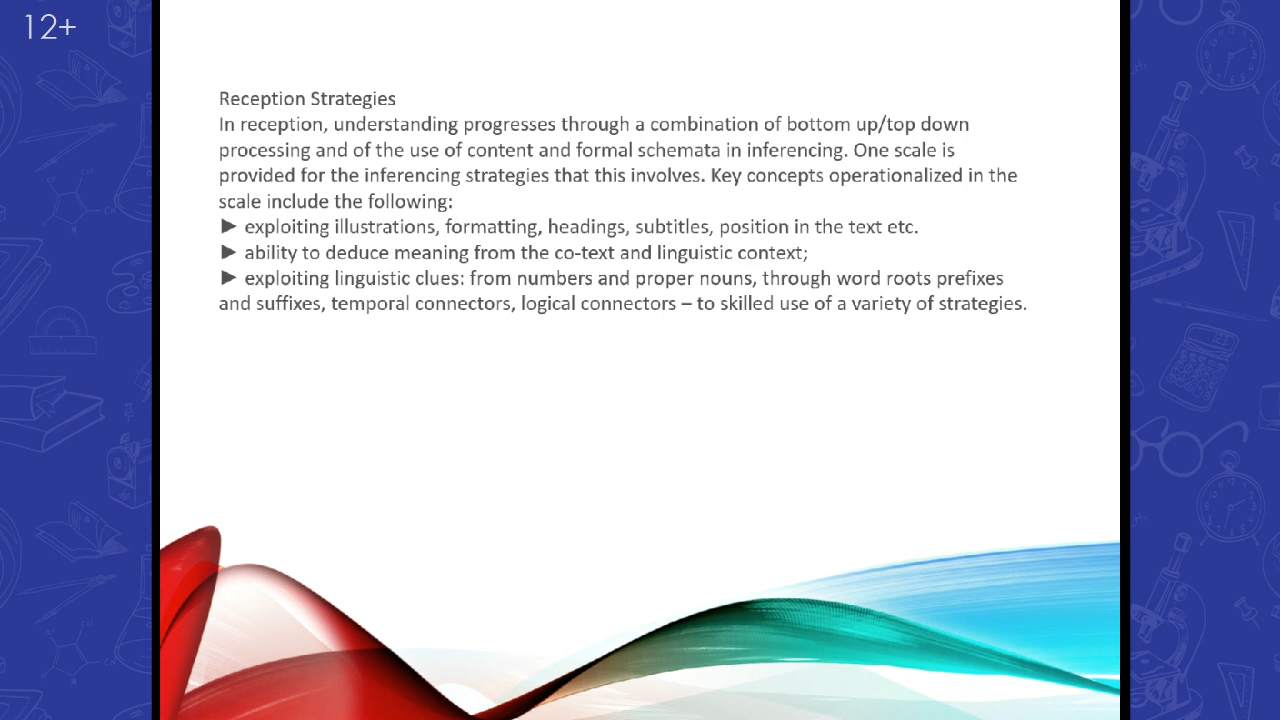 12+
Reception Strategies
In reception, understanding progresses through a combination of bottom up/top down
processing and of the use of content and formal schemata in inferencing. One scale is
provided for the inferencing strategies that this involves. Key concepts operationalized in the
scale include the following:
► exploiting illustrations, formatting, headings, subtitles, position in the text etc.
► ability to deduce meaning from the co-text and linguistic context;
► exploiting linguistic clues: from numbers and proper nouns, through word roots prefixes
and suffixes, temporal connectors, logical connectors – to skilled use of a variety of strategies.